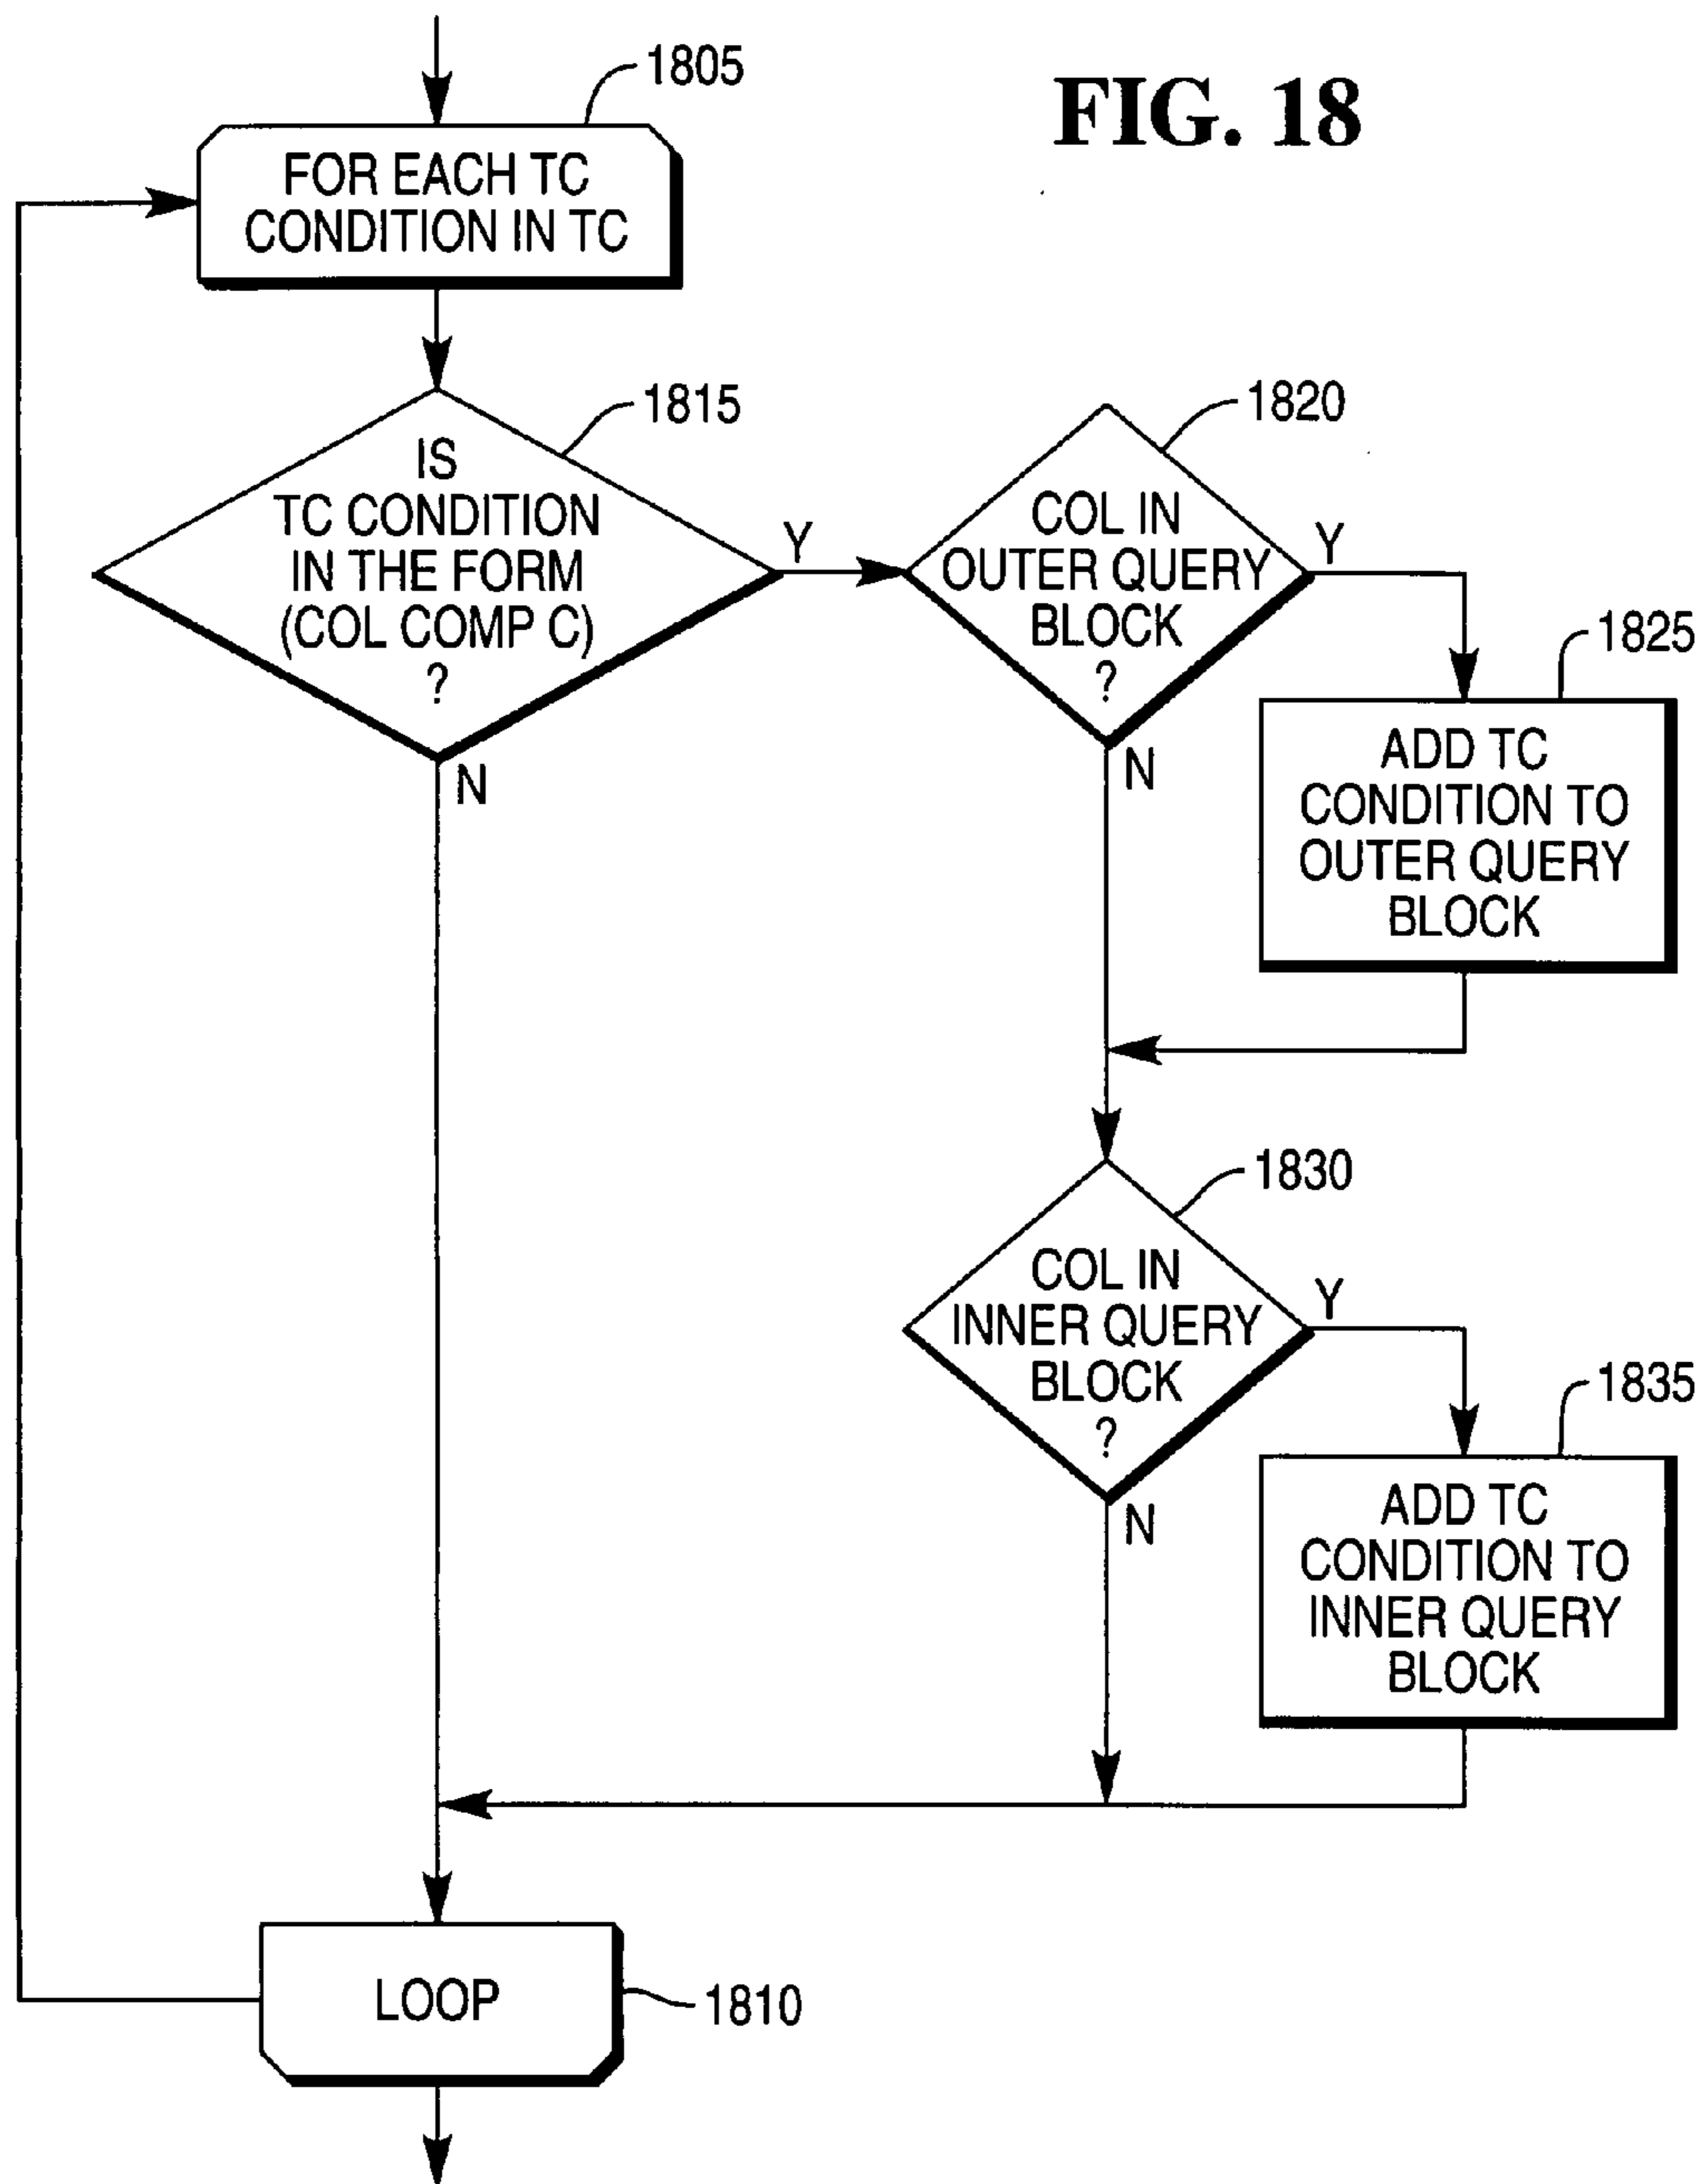 FIG. 18
1805
FOR EACH TC
CONDITION IN TC
1815
IS
TC CONDITION
IN THE FORM
(COL COMP C)
?
Y
N
1820
COL IN
OUTER QUERY
BLOCK
?
Y
N
1825
ADD TC
CONDITION TO
OUTER QUERY
BLOCK
1830
COL IN
INNER QUERY
BLOCK
?
Y
N
1835
ADD TC
CONDITION TO
INNER QUERY
BLOCK
LOOP
1810